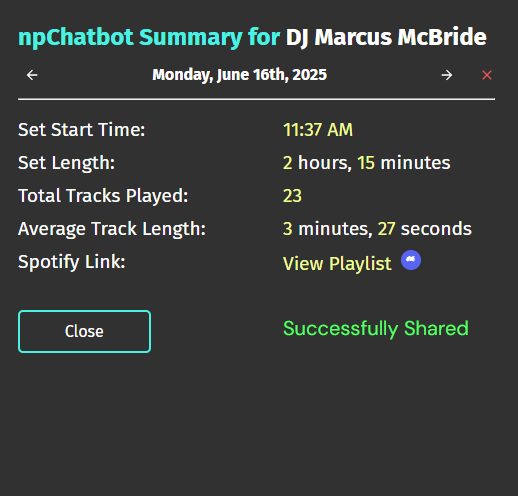 npChatbot Summary for DJ Marcus McBride
Monday, June 16th, 2025
Set Start Time: 11:37 AM
Set Length: 2 hours, 15 minutes
Total Tracks Played: 23
Average Track Length: 3 minutes, 27 seconds
Spotify Link: View Playlist
Close Successfully Shared